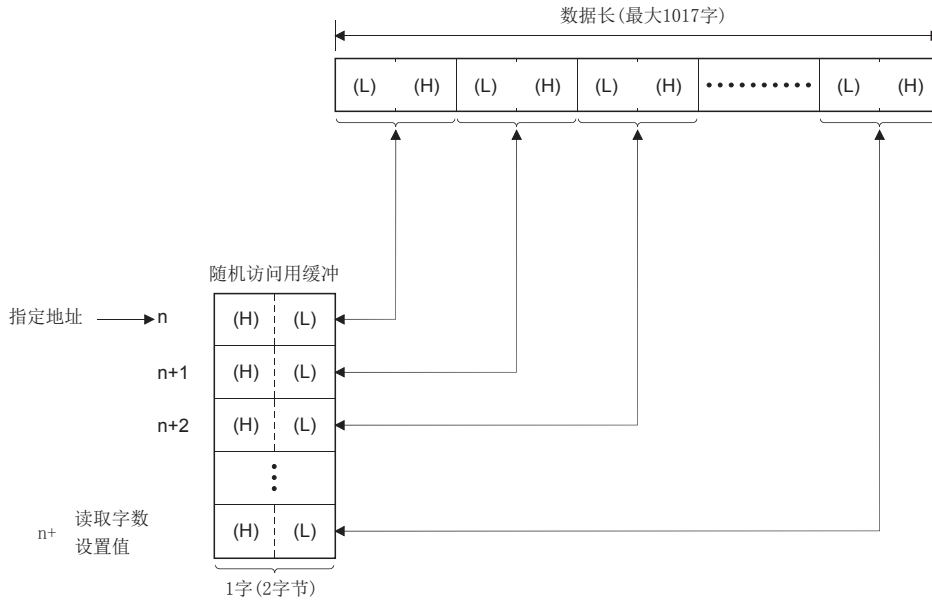 数据长(最大1017字)
(L) (H) (L) (H) (L) (H) •••••••••• (L) (H)
随机访问用缓冲
指定地址 n (H) (L)
n+1 (H) (L)
n+2 (H) (L)
n+ 读取字数
设置值 (H) (L)
1字(2字节)